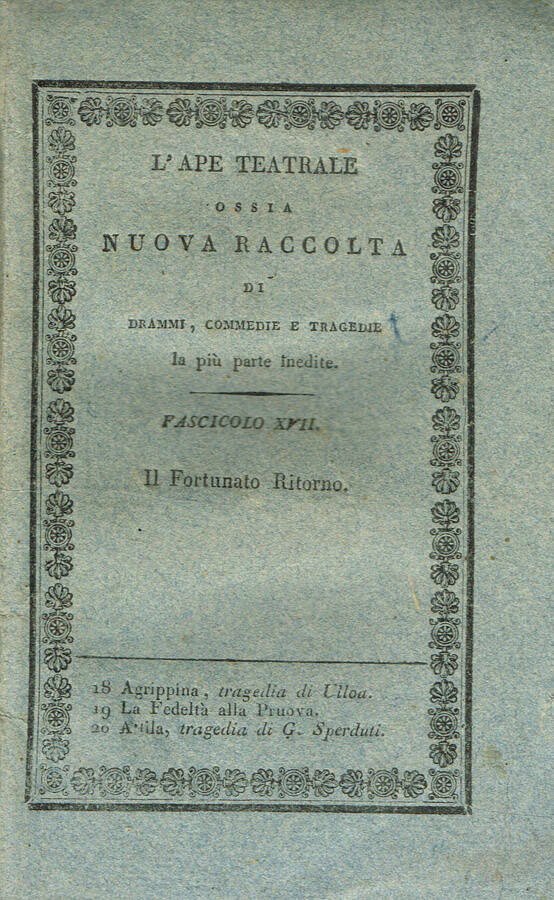 L'APE TEATRALE
OSSIA
NUOVA RACCOLTA
DI
DRAMMI, COMMEDIE E TRAGEDIE
la più parte inedite.
FASCICOLO XVII.
Il Fortunato Ritorno.
18 Agrippina, tragedia di Ulloa.
19 La Fedeltà alla Pruova.
20 Attila, tragedia di G. Sperduti.